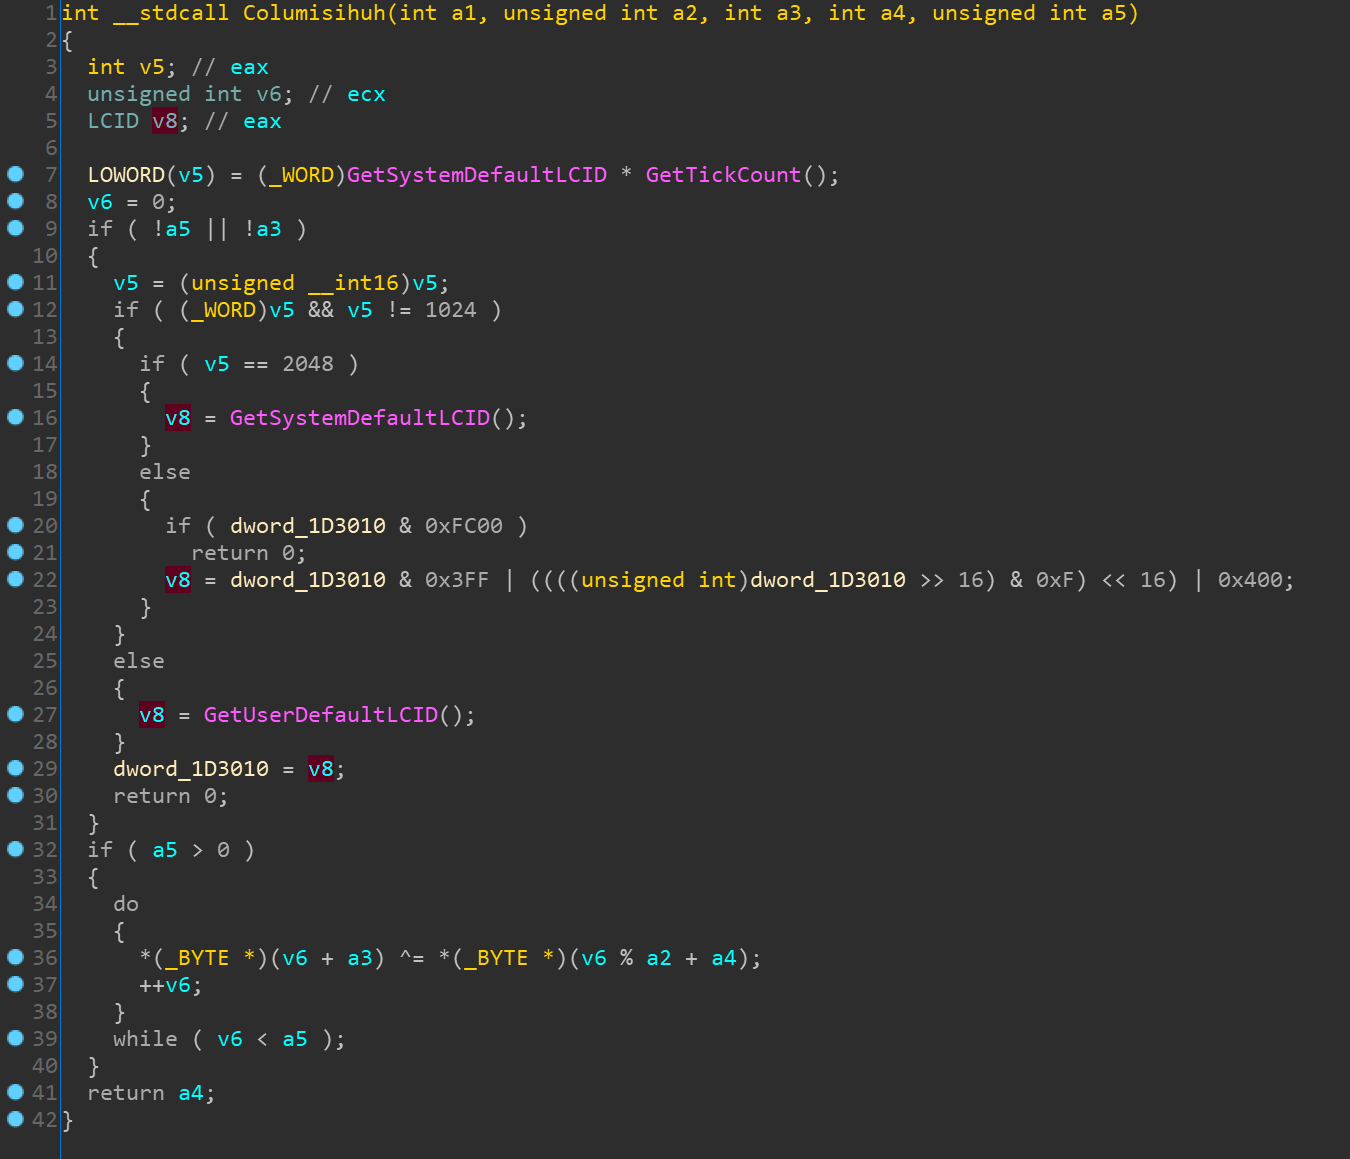 1 int __stdcall Columisihuh(int a1, unsigned int a2, int a3, int a4, unsigned int a5)
2 {
3   int v5; // eax
4   unsigned int v6; // ecx
5   LCID v8; // eax
6
7   LOWORD(v5) = (_WORD)GetSystemDefaultLCID * GetTickCount();
8   v6 = 0;
9   if ( !a5 || !a3 )
10   {
11     v5 = (unsigned __int16)v5;
12     if ( (_WORD)v5 && v5 != 1024 )
13     {
14       if ( v5 == 2048 )
15       {
16         v8 = GetSystemDefaultLCID();
17       }
18       else
19       {
20         if ( dword_1D3010 & 0xFC00 )
21           return 0;
22         v8 = dword_1D3010 & 0x3FF | ((((unsigned int)dword_1D3010 >> 16) & 0xF) << 16) | 0x400;
23       }
24     }
25     else
26     {
27       v8 = GetUserDefaultLCID();
28     }
29     dword_1D3010 = v8;
30     return 0;
31   }
32   if ( a5 > 0 )
33   {
34     do
35     {
36       *(_BYTE *)(v6 + a3) ^= *(_BYTE *)(v6 % a2 + a4);
37       ++v6;
38     }
39     while ( v6 < a5 );
40   }
41   return a4;
42 }